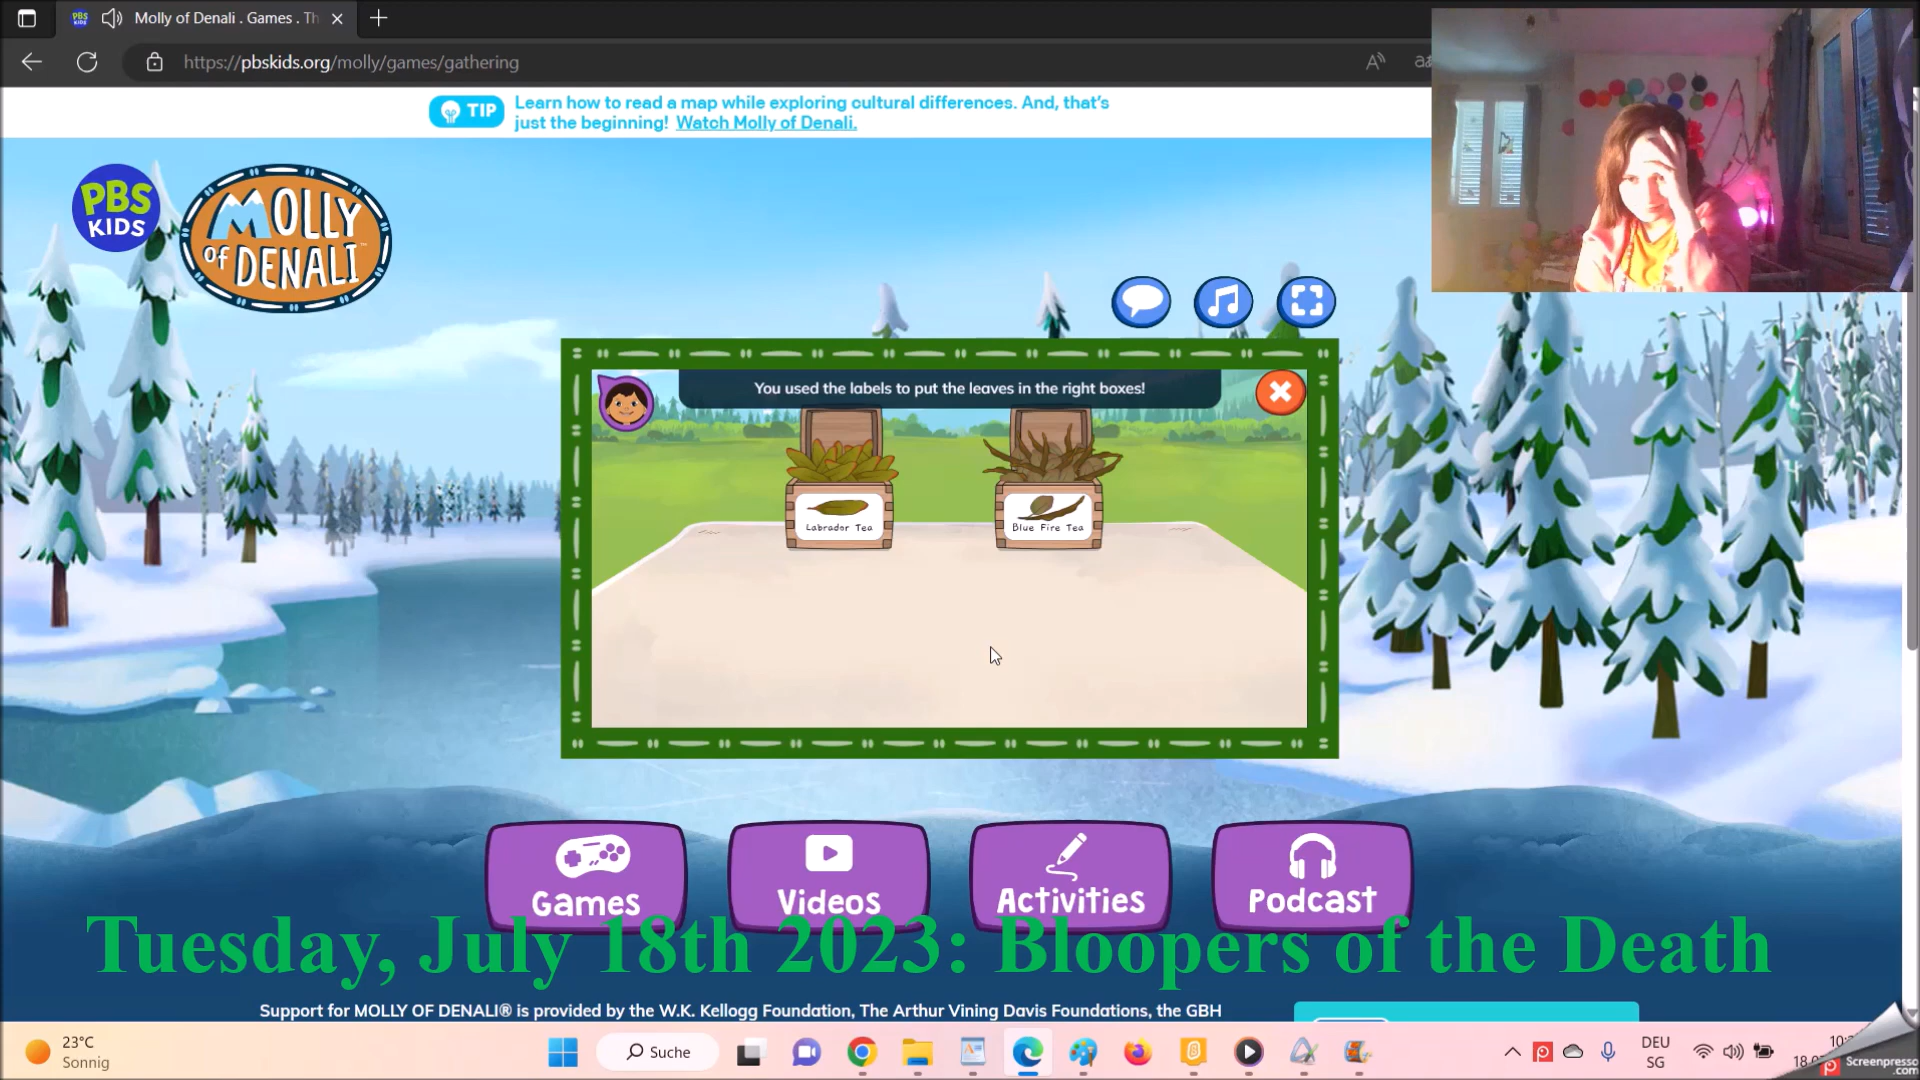 Molly of Denali . Games . Th
https://pbskids.org/molly/games/gathering
TIP
Learn how to read a map while exploring cultural differences. And, that's
just the beginning! Watch Molly of Denali.
PBS
KIDS
MOLLY
OF DENALI
You used the labels to put the leaves in the right boxes!
Labrador Tea
Blue Fire Tea
Games
Videos
Activities
Podcast
Tuesday, July 18th 2023: Bloopers of the Death
Support for MOLLY OF DENALI® is provided by the W.K. Kellogg Foundation, The Arthur Vining Davis Foundations, the GBH
23°C
Sonnig
Suche
DEU
SG
Screenpresso
.com